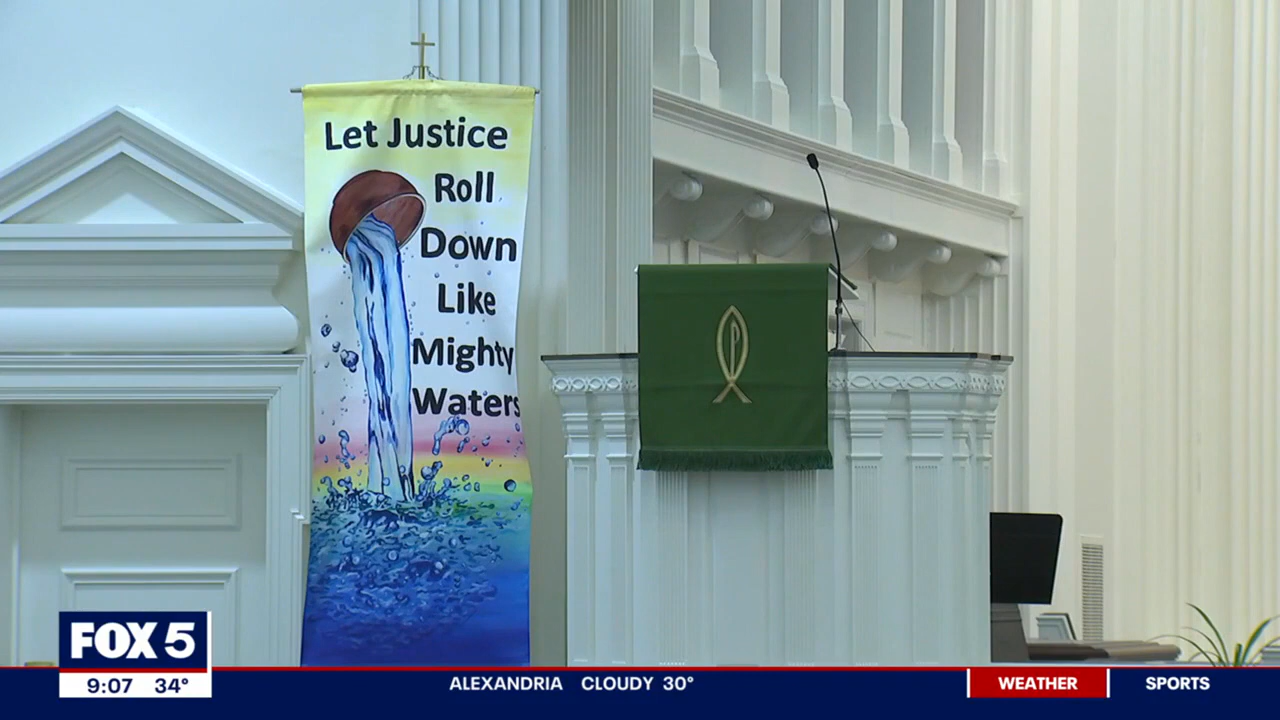 Let Justice
Roll
Down
Like
Mighty
Waters
FOX 5
9:07 34°
ALEXANDRIA CLOUDY 30°
WEATHER
SPORTS